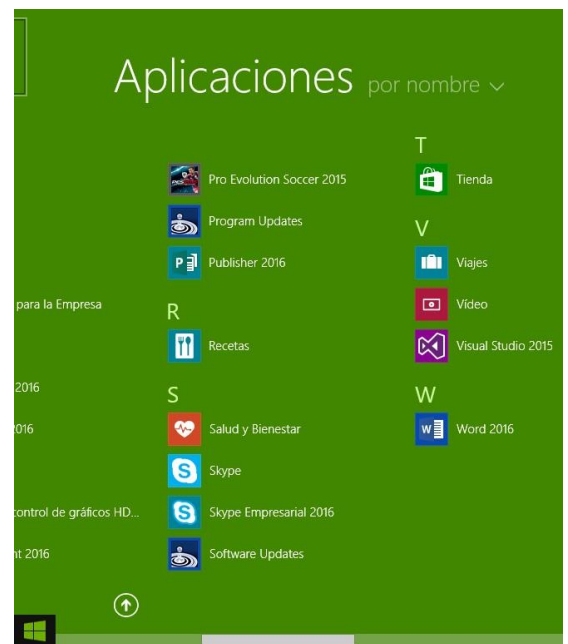 Aplicaciones por nombre
para la Empresa
2016
2016
control de gráficos HD...
nt 2016
Pro Evolution Soccer 2015
Program Updates
Publisher 2016
R
Recetas
S
Salud y Bienestar
Skype
Skype Empresarial 2016
Software Updates
T
Tienda
V
Viajes
Vídeo
Visual Studio 2015
W
Word 2016